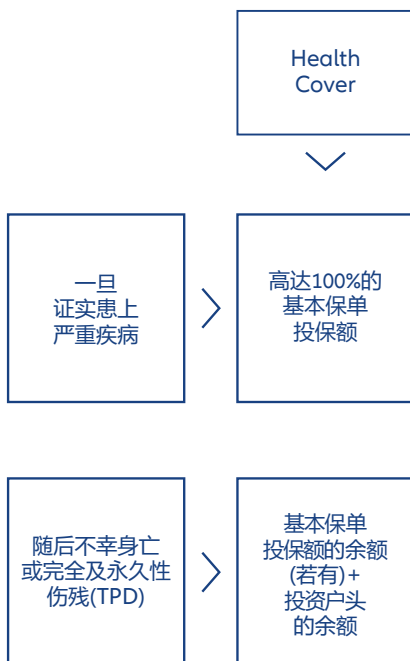 Health
Cover
一旦
证实患上
严重疾病
高达100%的
基本保单
投保额
随后不幸身亡
或完全及永久性
伤残(TPD)
基本保单
投保额的余额
(若有)+
投资户头
的余额